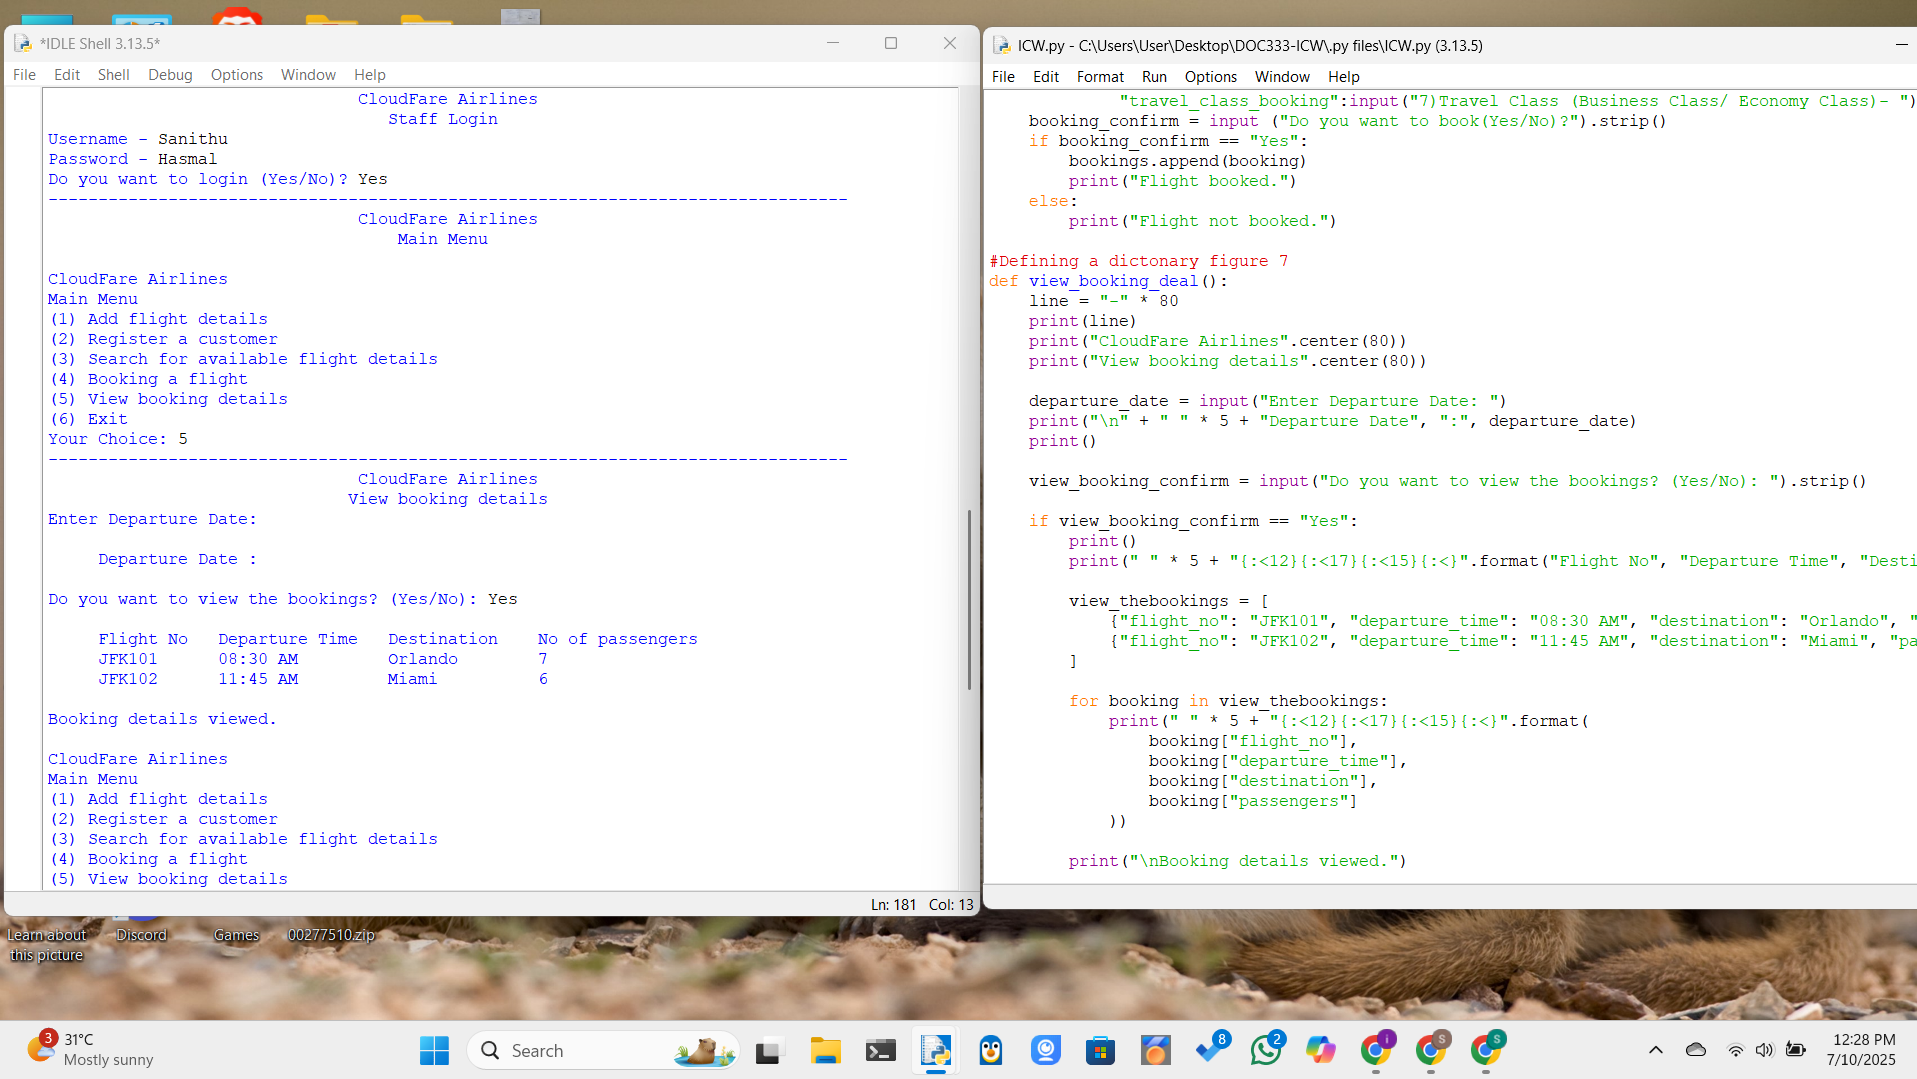 *IDLE Shell 3.13.5*
File Edit Shell Debug Options Window Help
CloudFare Airlines
Staff Login
Username - Sanithu
Password - Hasmal
Do you want to login (Yes/No)? Yes
--------------------------------------------------------------------------------
CloudFare Airlines
Main Menu
CloudFare Airlines
Main Menu
(1) Add flight details
(2) Register a customer
(3) Search for available flight details
(4) Booking a flight
(5) View booking details
(6) Exit
Your Choice: 5
--------------------------------------------------------------------------------
CloudFare Airlines
View booking details
Enter Departure Date:
Departure Date :
Do you want to view the bookings? (Yes/No): Yes
Flight No Departure Time Destination No of passengers
JFK101 08:30 AM Orlando 7
JFK102 11:45 AM Miami 6
Booking details viewed.
CloudFare Airlines
Main Menu
(1) Add flight details
(2) Register a customer
(3) Search for available flight details
(4) Booking a flight
(5) View booking details
Ln: 181 Col: 13
ICW.py - C:\Users\User\Desktop\DOC333-ICW\.py files\ICW.py (3.13.5)
File Edit Format Run Options Window Help
"travel_class_booking":input("7)Travel Class (Business Class/ Economy Class)- ")
booking_confirm = input ("Do you want to book(Yes/No)?").strip()
if booking_confirm == "Yes":
bookings.append(booking)
print("Flight booked.")
else:
print("Flight not booked.")
#Defining a dictonary figure 7
def view_booking_deal():
line = "-" * 80
print(line)
print("CloudFare Airlines".center(80))
print("View booking details".center(80))
departure_date = input("Enter Departure Date: ")
print("\n" + " " * 5 + "Departure Date", ":", departure_date)
print()
view_booking_confirm = input("Do you want to view the bookings? (Yes/No): ").strip()
if view_booking_confirm == "Yes":
print()
print(" " * 5 + "{:<12}{:<17}{:<15}{:<}".format("Flight No", "Departure Time", "Desti
view_thebookings = [
{"flight_no": "JFK101", "departure_time": "08:30 AM", "destination": "Orlando", "
{"flight_no": "JFK102", "departure_time": "11:45 AM", "destination": "Miami", "pa
]
for booking in view_thebookings:
print(" " * 5 + "{:<12}{:<17}{:<15}{:<}".format(
booking["flight_no"],
booking["departure_time"],
booking["destination"],
booking["passengers"]
))
print("\nBooking details viewed.")
Learn about
this picture
Discord
Games
00277510.zip
3
31°C
Mostly sunny
Search
8
2
i
S
S
12:28 PM
7/10/2025